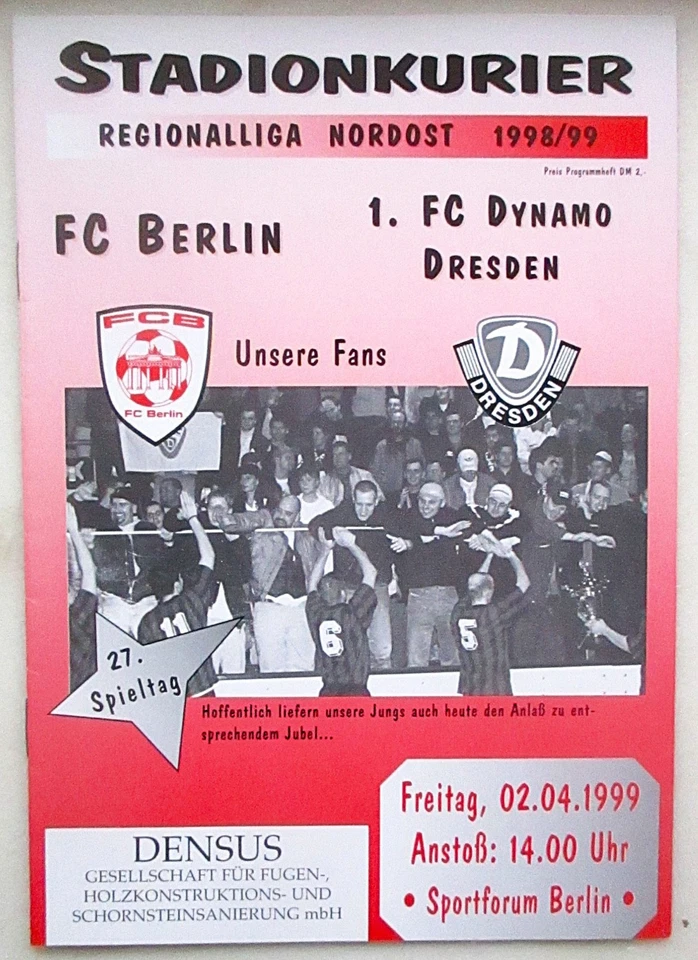 STADIONKURIER
REGIONALLIGA NORDOST 1998/99
Preis Programmheft DM 2,-
FC BERLIN
1. FC DYNAMO
DRESDEN
FCB
FC Berlin
Unsere Fans
D
DRESDEN
11
6
5
27.
Spieltag
Hoffentlich liefern unsere Jungs auch heute den Anlaß zu ent-
sprechendem Jubel...
Freitag, 02.04.1999
Anstoß: 14.00 Uhr
• Sportforum Berlin •
DENSUS
GESELLSCHAFT FÜR FUGEN-,
HOLZKONSTRUKTIONS- UND
SCHORNSTEINSANIERUNG mbH